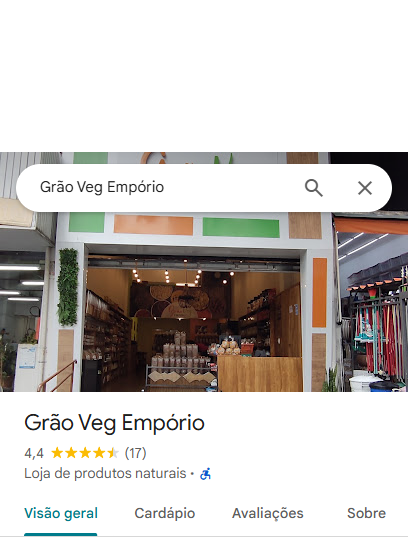 Grão Veg Empório
Grão Veg Empório
4,4 (17)
Loja de produtos naturais ·
Visão geral
Cardápio
Avaliações
Sobre